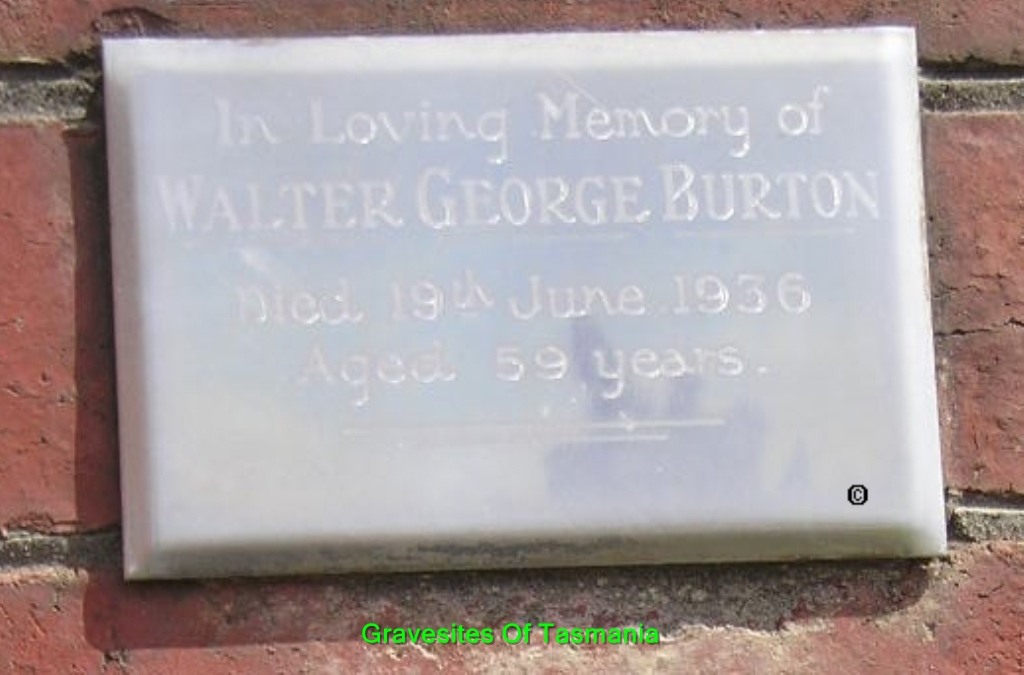 In Loving Memory of
WALTER GEORGE BURTON
Died 19th June 1936
Aged 59 years.
©
Gravesites Of Tasmania